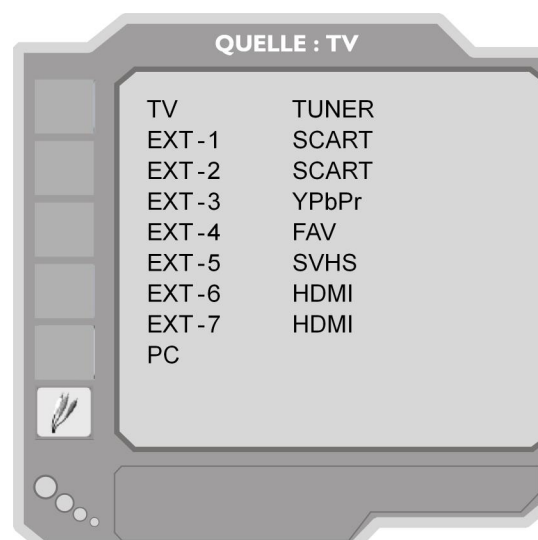 QUELLE : TV
TV TUNER
EXT-1 SCART
EXT-2 SCART
EXT-3 YPbPr
EXT-4 FAV
EXT-5 SVHS
EXT-6 HDMI
EXT-7 HDMI
PC